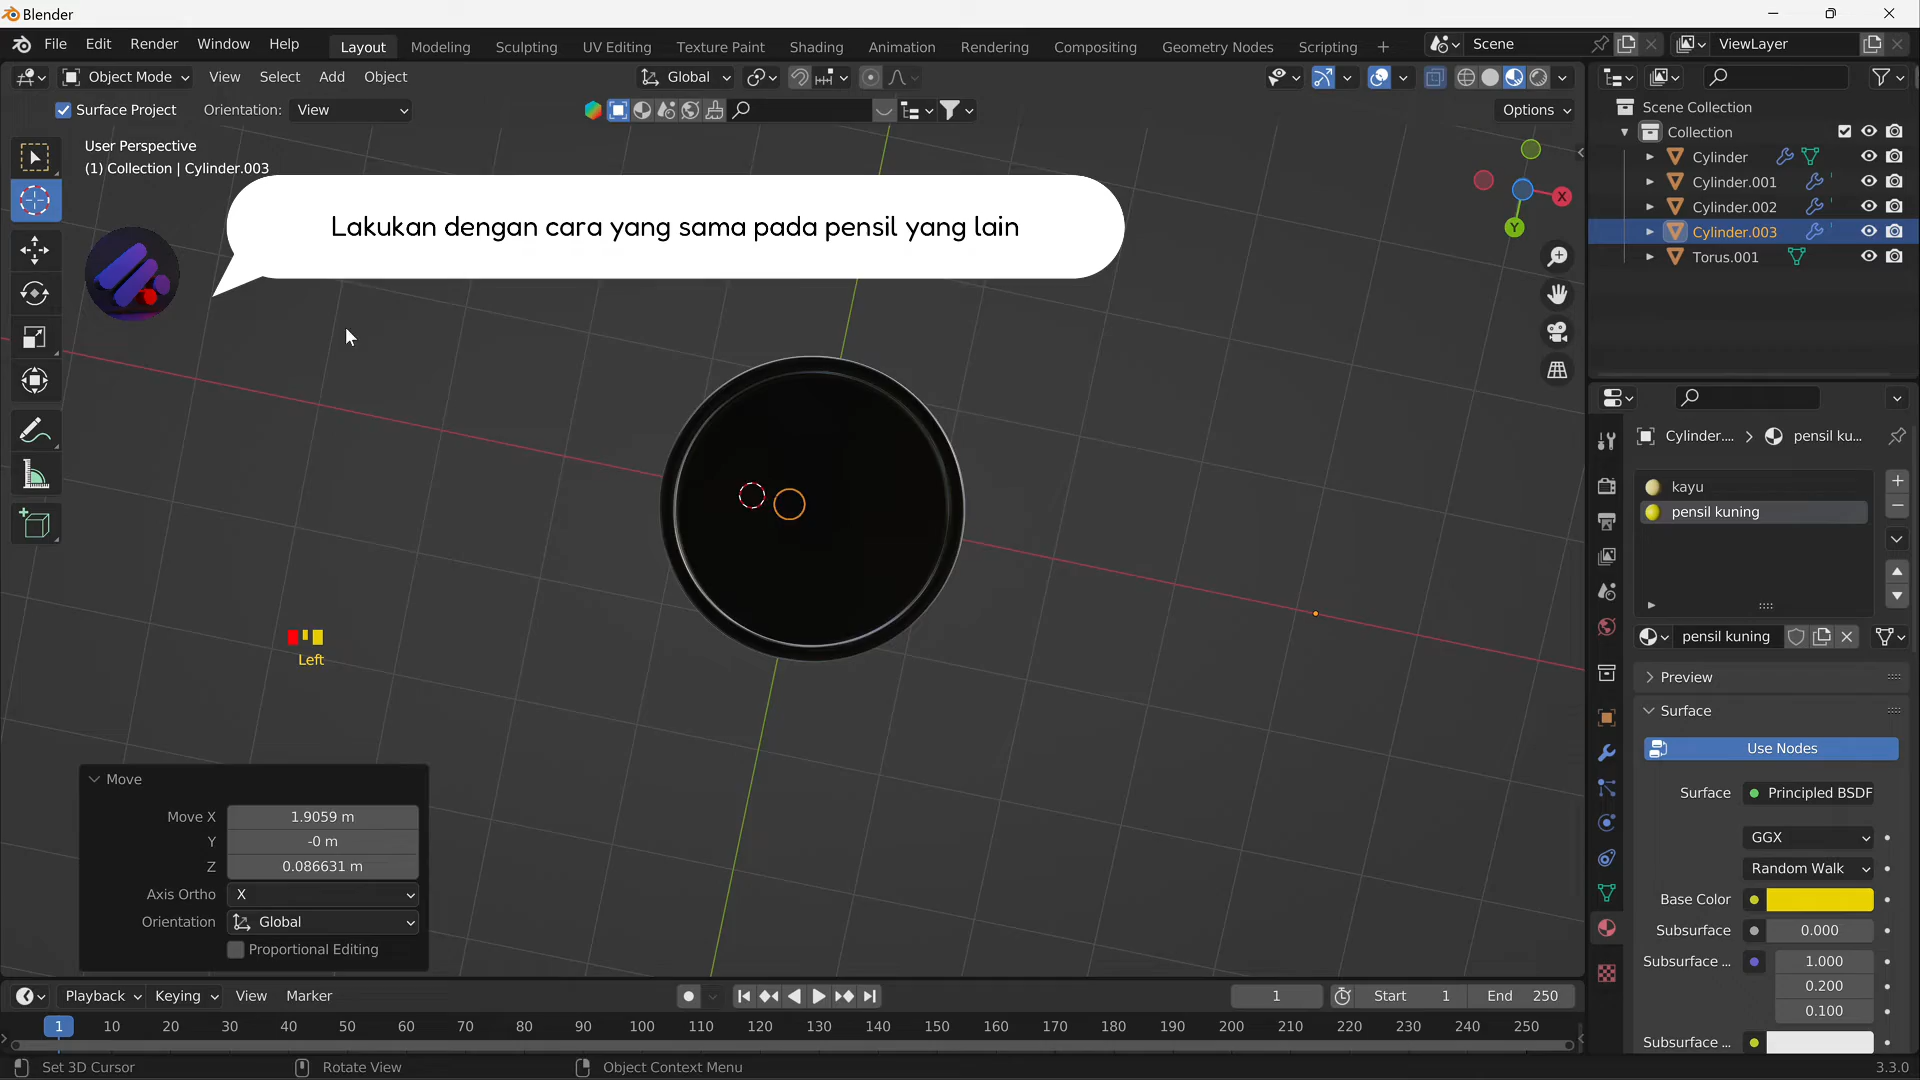 Blender
File Edit Render Window Help Layout Modeling Sculpting UV Editing Texture Paint Shading Animation Rendering Compositing Geometry Nodes Scripting Scene ViewLayer
Object Mode View Select Add Object Global
Surface Project Orientation: View Options
User Perspective
(1) Collection | Cylinder.003
Lakukan dengan cara yang sama pada pensil yang lain
X
Y
Left
Move
Move X 1.9059 m
Y -0 m
Z 0.086631 m
Axis Ortho X
Orientation Global
Proportional Editing
Scene Collection
Collection
Cylinder
Cylinder.001
Cylinder.002
Cylinder.003
Torus.001
Cylinder.... pensil ku...
kayu
pensil kuning
pensil kuning
Preview
Surface
Use Nodes
Surface Principled BSDF
GGX
Random Walk
Base Color
Subsurface 0.000
Subsurface ... 1.000
0.200
0.100
Subsurface ...
Playback Keying View Marker 1 Start 1 End 250
1 10 20 30 40 50 60 70 80 90 100 110 120 130 140 150 160 170 180 190 200 210 220 230 240 250
Set 3D Cursor Rotate View Object Context Menu 3.3.0